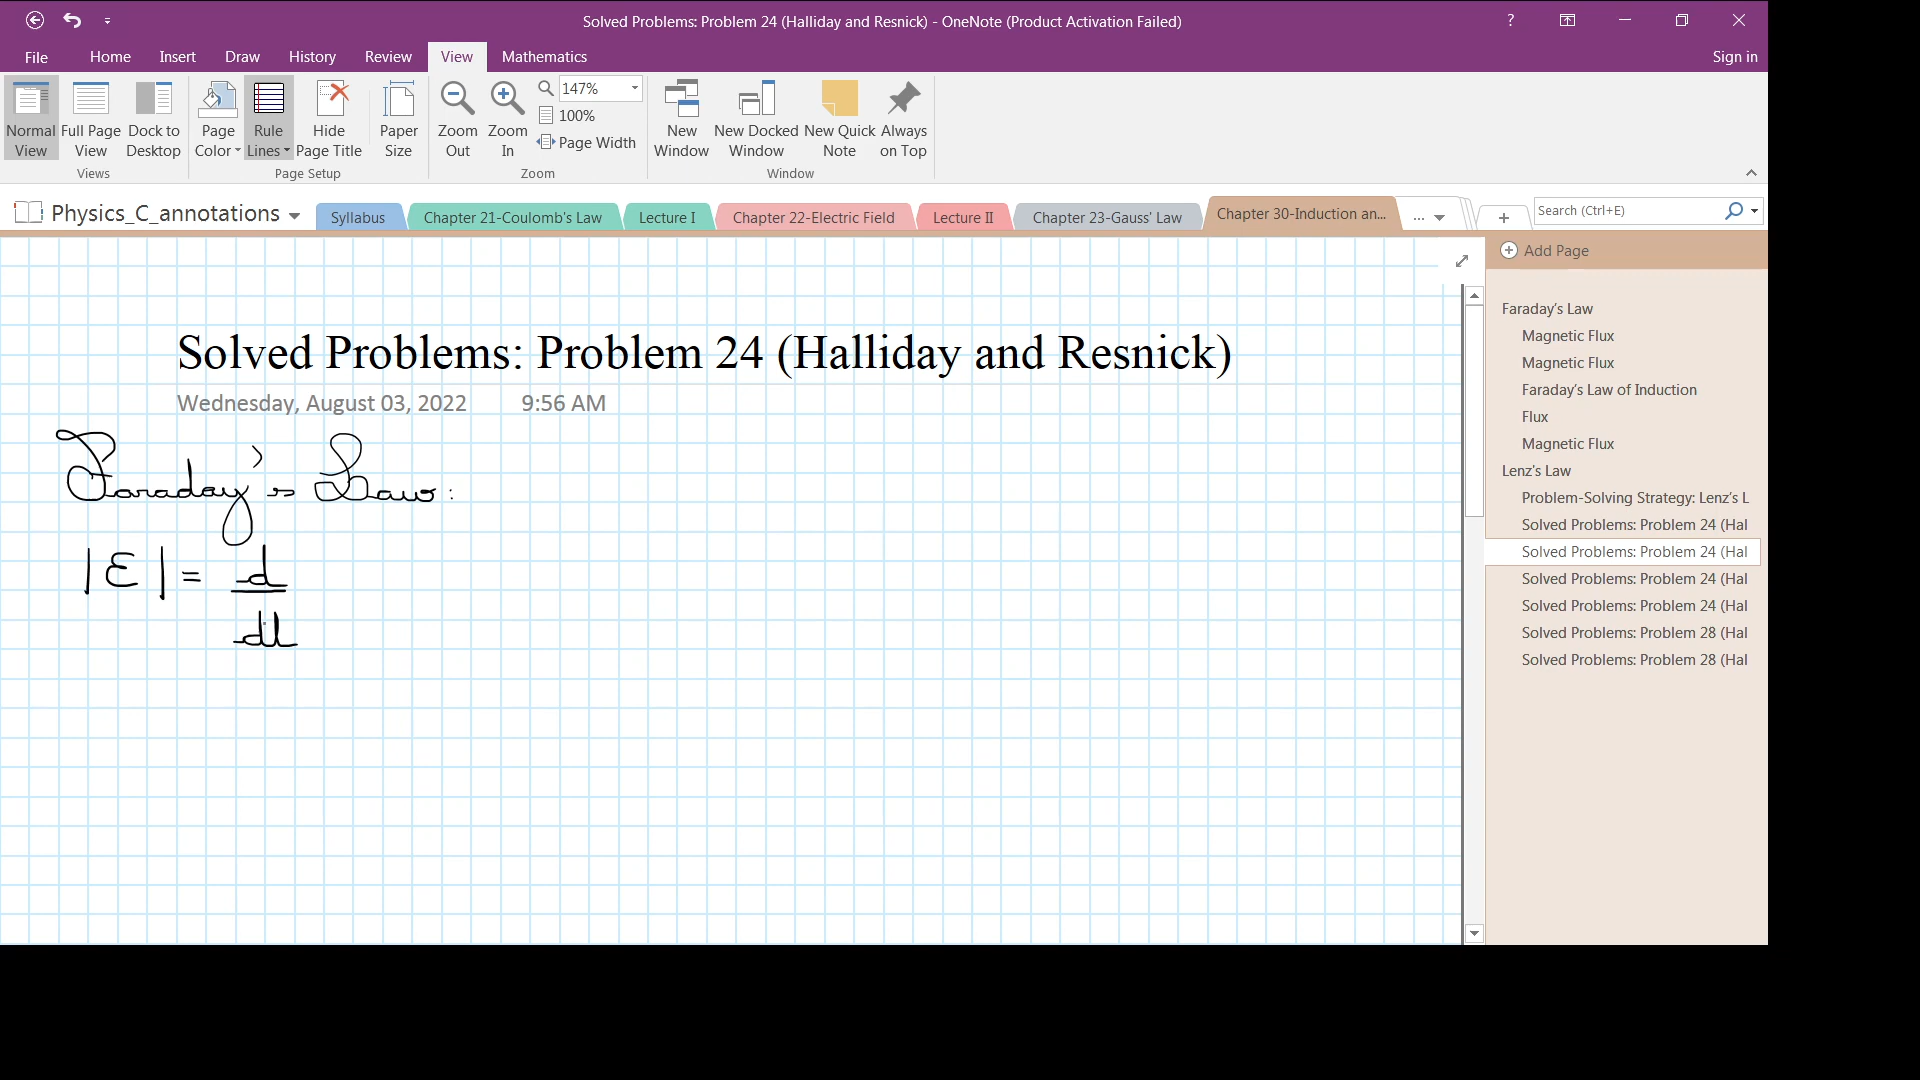 Solved Problems: Problem 24 (Halliday and Resnick) - OneNote (Product Activation Failed)
?
File Home Insert Draw History Review View Mathematics Sign in
Normal View
Full Page View
Dock to Desktop
Page Color
Rule Lines
Hide Page Title
Paper Size
Zoom Out
Zoom In
147%
100%
Page Width
New Window
New Docked Window
New Quick Note
Always on Top
Views Page Setup Zoom Window
Physics_C_annotations
Syllabus Chapter 21-Coulomb's Law Lecture I Chapter 22-Electric Field Lecture II Chapter 23-Gauss' Law Chapter 30-Induction an... ... + Search (Ctrl+E)
Solved Problems: Problem 24 (Halliday and Resnick)
Wednesday, August 03, 2022 9:56 AM
Faraday's Law:
|ε| = d
dt
Add Page
Faraday's Law
Magnetic Flux
Magnetic Flux
Faraday's Law of Induction
Flux
Magnetic Flux
Lenz's Law
Problem-Solving Strategy: Lenz's L
Solved Problems: Problem 24 (Hal
Solved Problems: Problem 24 (Hal
Solved Problems: Problem 24 (Hal
Solved Problems: Problem 24 (Hal
Solved Problems: Problem 28 (Hal
Solved Problems: Problem 28 (Hal